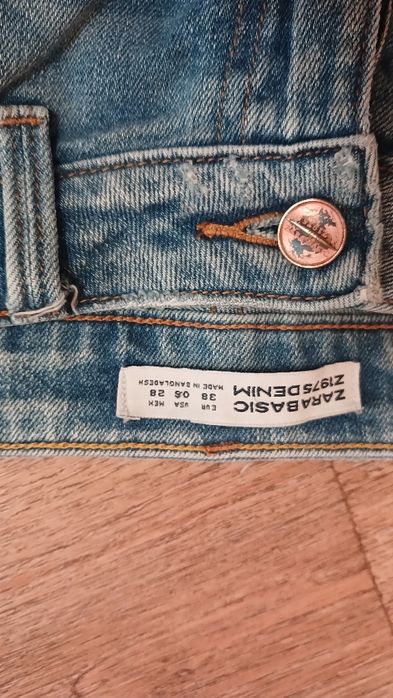 ZARABASIC
Z1975DENIM
EUR USA MEX
38 06 28
MADE IN BANGLADESH